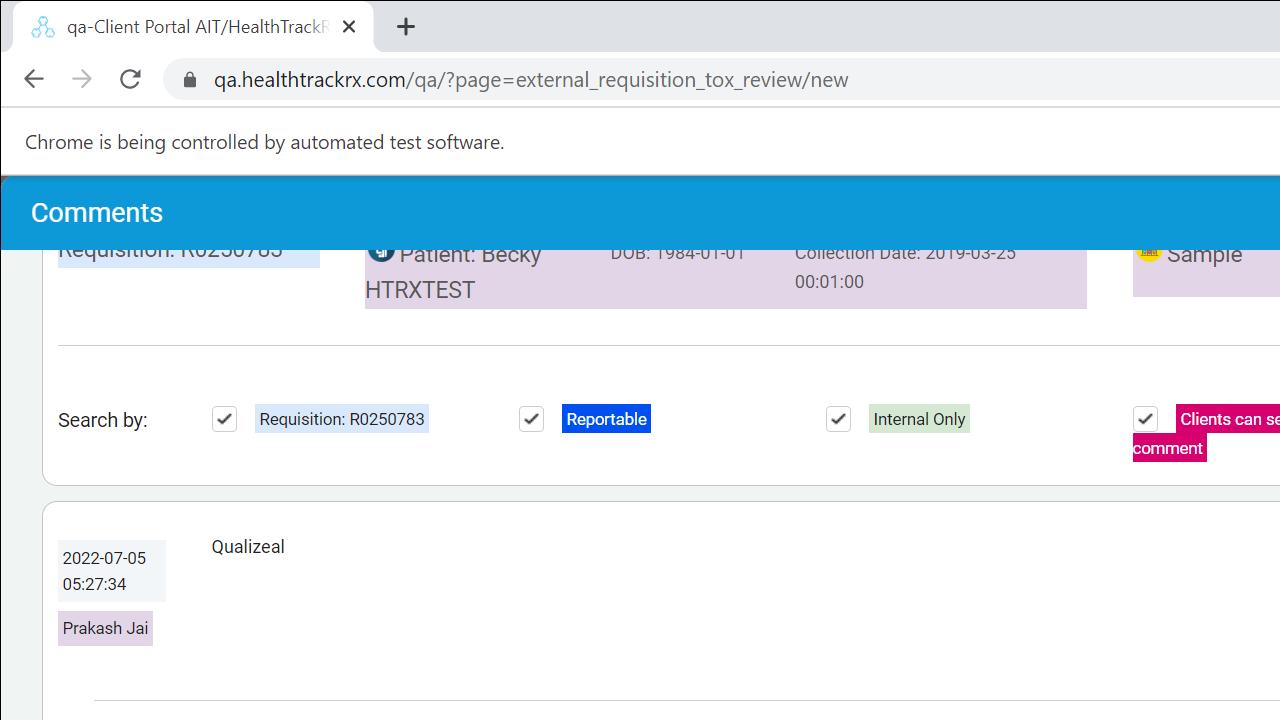 qa-Client Portal AIT/HealthTrackR
qa.healthtrackrx.com/qa/?page=external_requisition_tox_review/new
Chrome is being controlled by automated test software.
Comments
Requisition: R0250783
Patient: Becky
HTRXTEST
DOB: 1984-01-01
Collection Date: 2019-03-25
00:01:00
Sample
Search by:
Requisition: R0250783
Reportable
Internal Only
Clients can se
comment
2022-07-05
05:27:34
Qualizeal
Prakash Jai